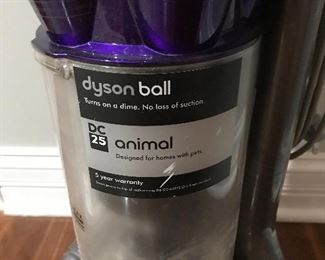 dyson ball
Turns on a dime. No loss of suction.
DC
25
animal
Designed for homes with pets.
5 year warranty